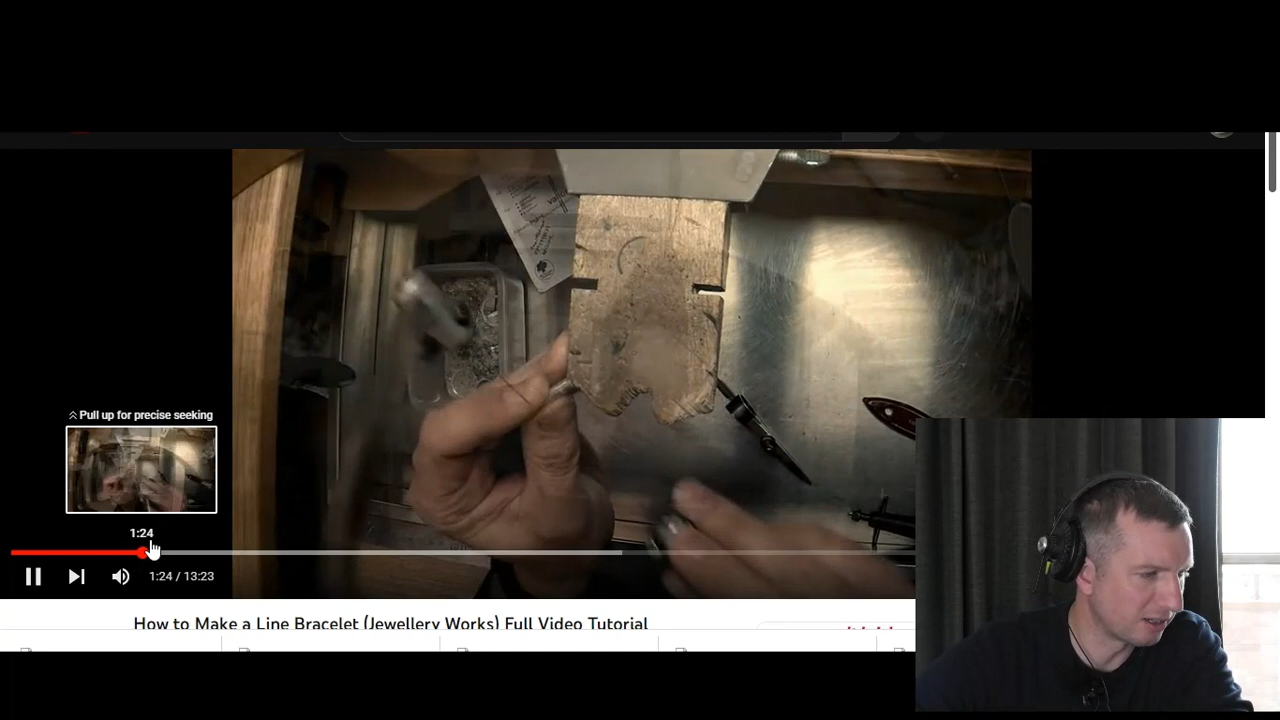 Pull up for precise seeking
1:24
1:24 / 13:23
How to Make a Line Bracelet (Jewellery Works) Full Video Tutorial